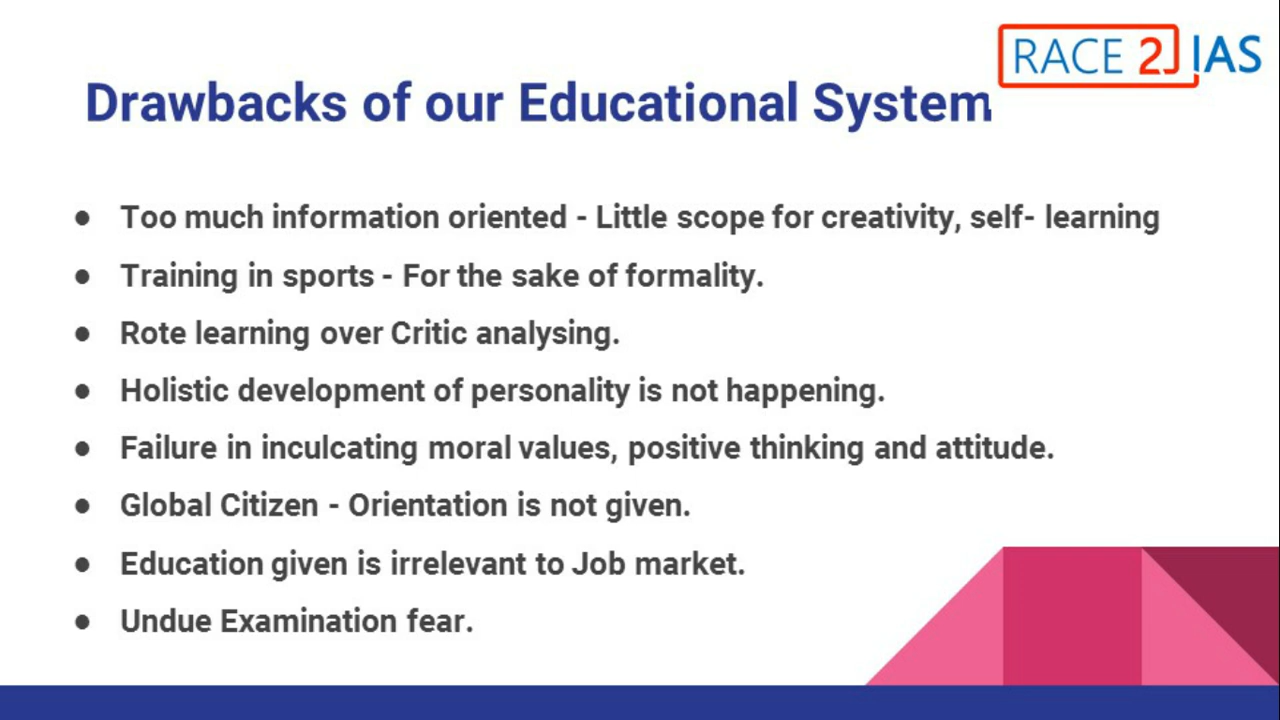 RACE 2 IAS
Drawbacks of our Educational System
● Too much information oriented - Little scope for creativity, self- learning
● Training in sports - For the sake of formality.
● Rote learning over Critic analysing.
● Holistic development of personality is not happening.
● Failure in inculcating moral values, positive thinking and attitude.
● Global Citizen - Orientation is not given.
● Education given is irrelevant to Job market.
● Undue Examination fear.